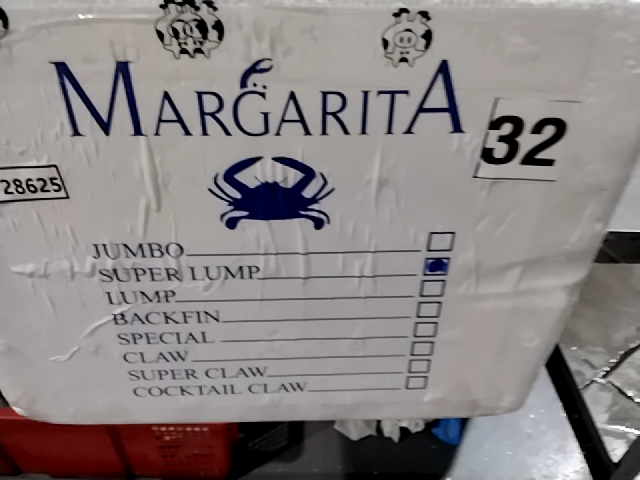 MARGARITA
32
28625
JUMBO
SUPER LUMP
LUMP
BACKFIN
SPECIAL
CLAW
SUPER CLAW
COCKTAIL CLAW